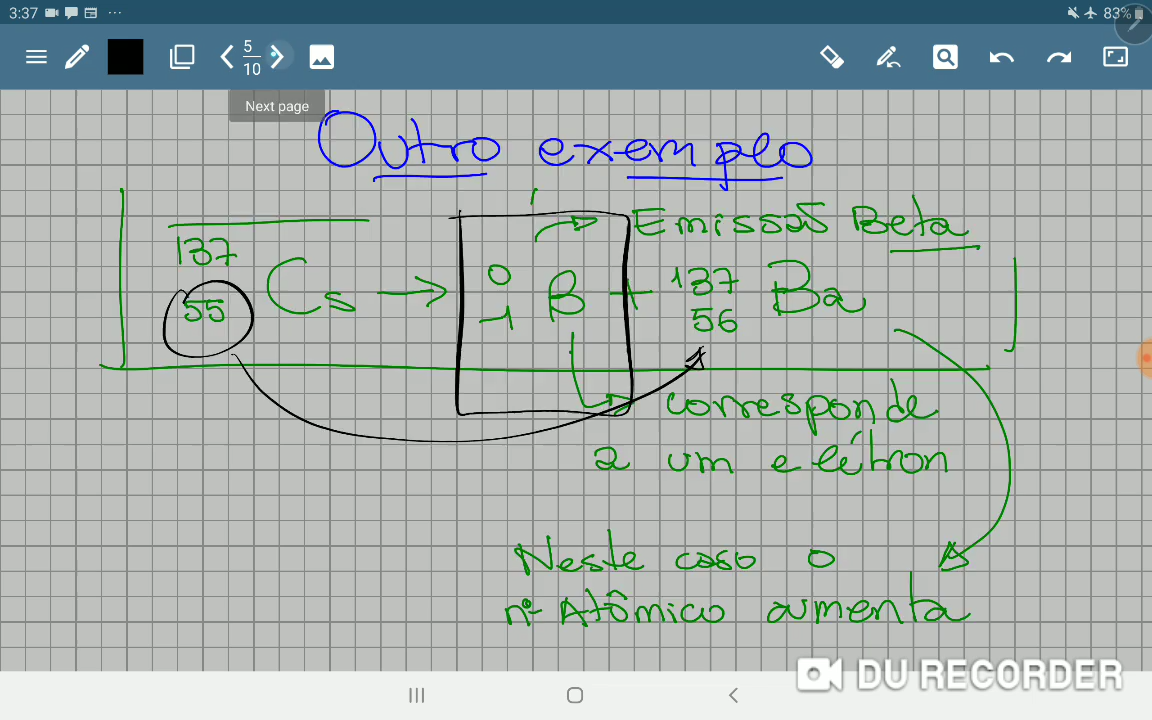 3:37 ... 83%
5
10
Next page
Outro exemplo
Emissão Beta
137 0 137
Cs → β + Ba
55 -1 56
corresponde
a um elétron
Neste caso o
nº Atômico aumenta
DU RECORDER